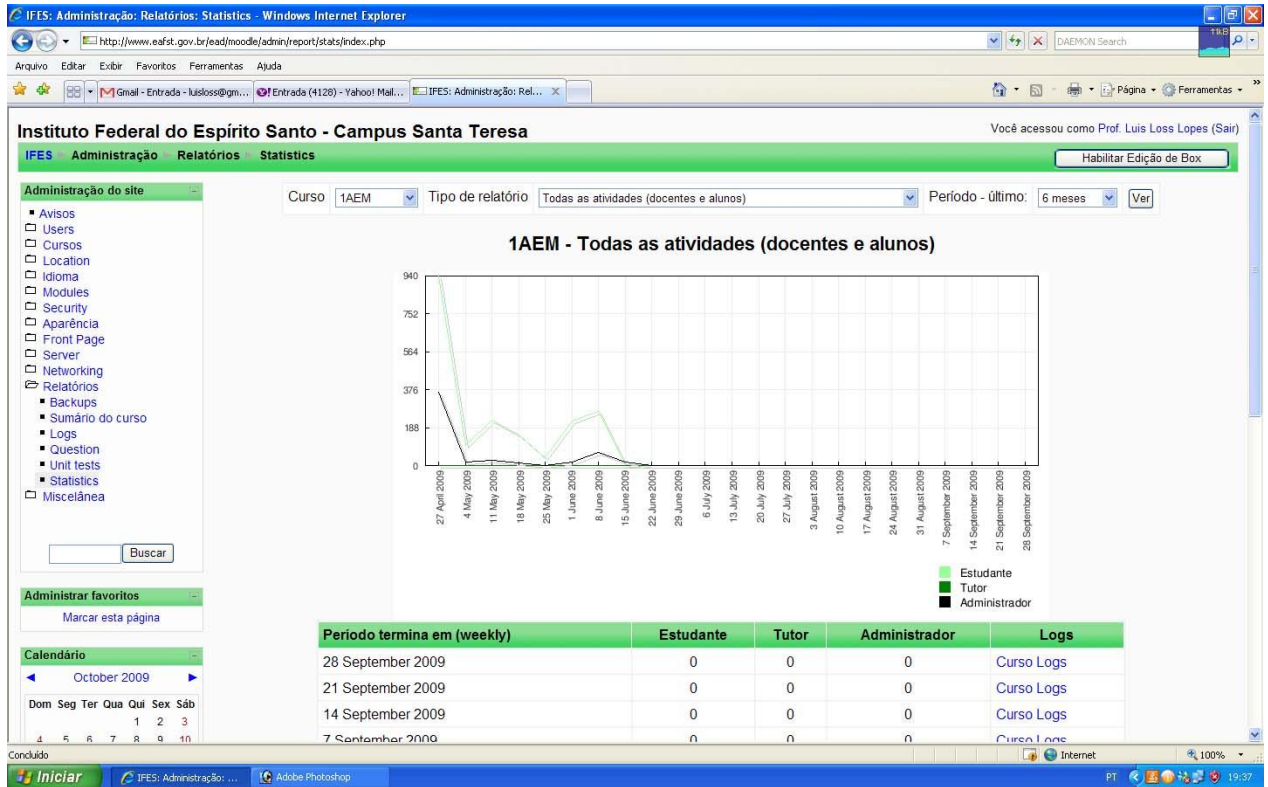 IFES: Administração: Relatórios: Statistics - Windows Internet Explorer
http://www.eafst.gov.br/ead/moodle/admin/report/stats/index.php
DAEMON Search
Arquivo Editar Exibir Favoritos Ferramentas Ajuda
Gmail - Entrada - luisloss@gm... Entrada (4128) - Yahoo! Mail... IFES: Administração: Rel... X
Página Ferramentas
Instituto Federal do Espírito Santo - Campus Santa Teresa
Você acessou como Prof. Luis Loss Lopes (Sair)
IFES Administração Relatórios Statistics
Habilitar Edição de Box
Administração do site
Avisos
Users
Cursos
Location
Idioma
Modules
Security
Aparência
Front Page
Server
Networking
Relatórios
Backups
Sumário do curso
Logs
Question
Unit tests
Statistics
Miscelânea
Buscar
Administrar favoritos
Marcar esta página
Calendário
October 2009
Dom Seg Ter Qua Qui Sex Sáb
1 2 3
4 5 6 7 8 9 10
Curso 1AEM Tipo de relatório Todas as atividades (docentes e alunos) Período - último: 6 meses Ver
1AEM - Todas as atividades (docentes e alunos)
940
752
564
376
188
0
27 April 2009
4 May 2009
11 May 2009
18 May 2009
25 May 2009
1 June 2009
8 June 2009
15 June 2009
22 June 2009
29 June 2009
6 July 2009
13 July 2009
20 July 2009
27 July 2009
3 August 2009
10 August 2009
17 August 2009
24 August 2009
31 August 2009
7 September 2009
14 September 2009
21 September 2009
28 September 2009
Estudante
Tutor
Administrador
Período termina em (weekly) Estudante Tutor Administrador Logs
28 September 2009 0 0 0 Curso Logs
21 September 2009 0 0 0 Curso Logs
14 September 2009 0 0 0 Curso Logs
7 September 2009 0 0 0 Curso Logs
Concluído
Internet 100%
Iniciar IFES: Administração: ... Adobe Photoshop PT 19:37